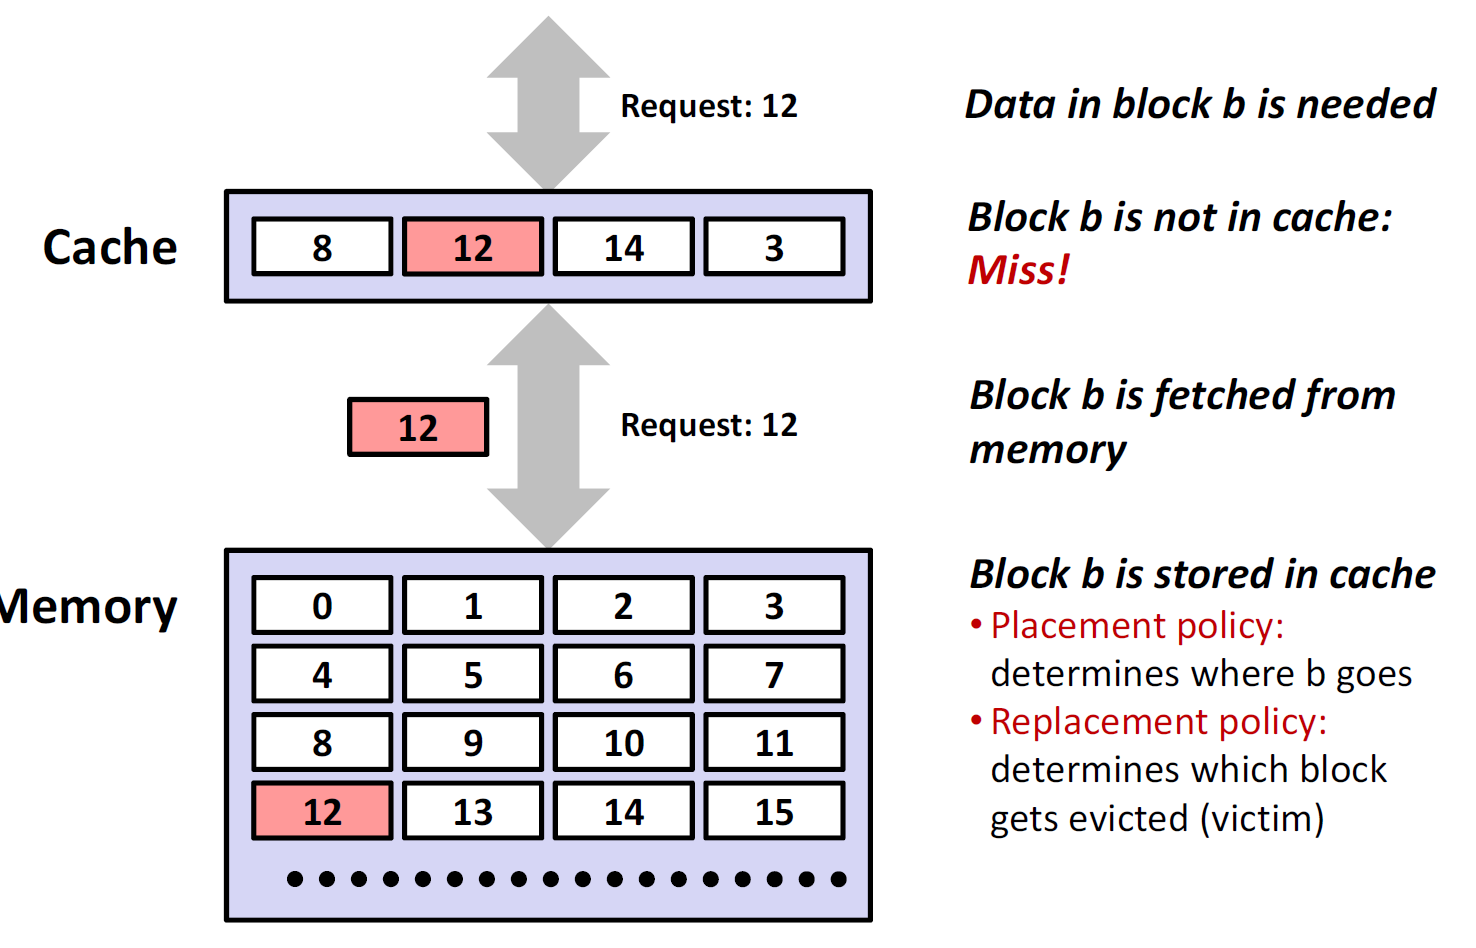 Request: 12
Data in block b is needed
Cache
8 12 14 3
Block b is not in cache:
Miss!
12
Request: 12
Block b is fetched from
memory
Memory
0 1 2 3
4 5 6 7
8 9 10 11
12 13 14 15
Block b is stored in cache
• Placement policy:
determines where b goes
• Replacement policy:
determines which block
gets evicted (victim)